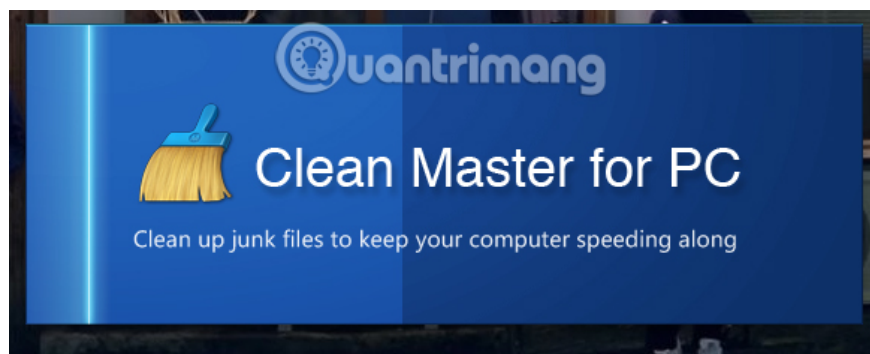 Quantrimang
Clean Master for PC
Clean up junk files to keep your computer speeding along